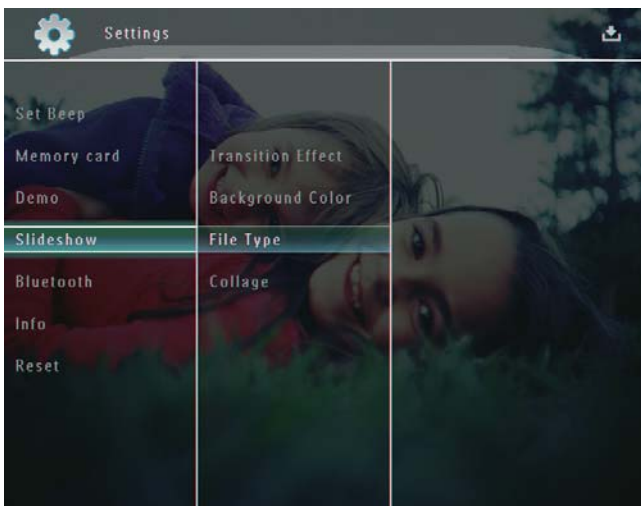 Settings
Set Beep
Memory card
Demo
Slideshow
Bluetooth
Info
Reset
Transition Effect
Background Color
File Type
Collage